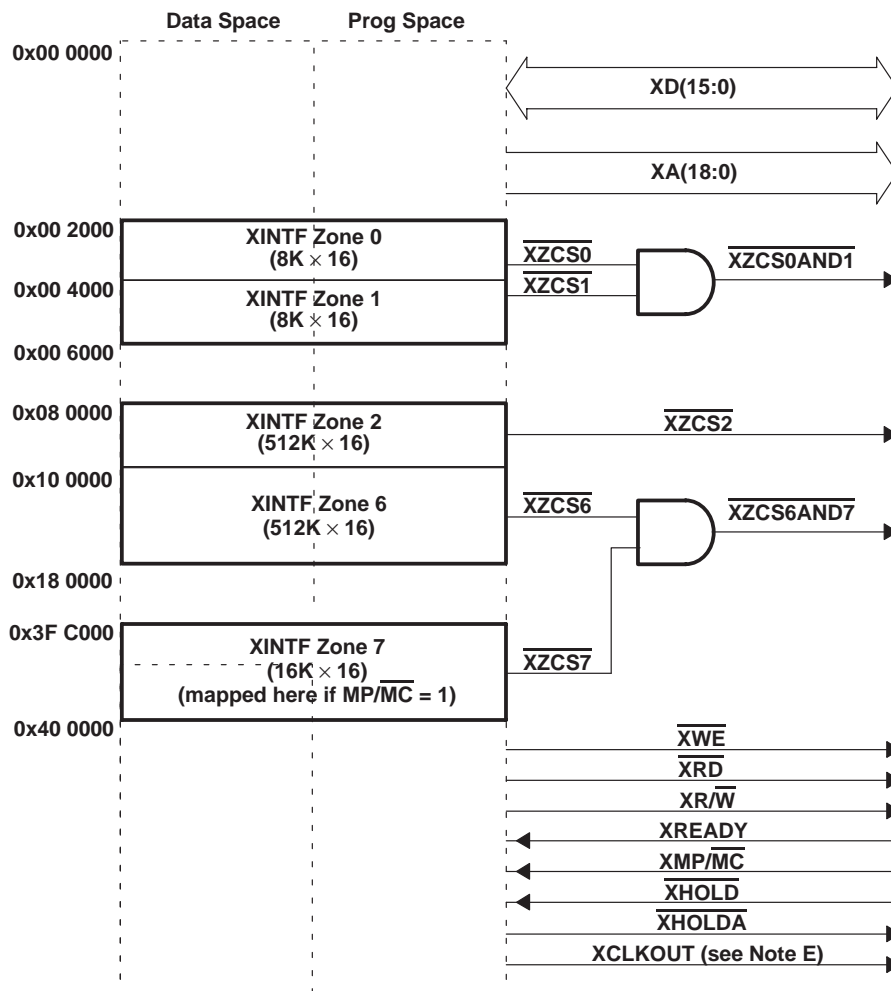 Data Space Prog Space
0x00 0000
XD(15:0)
XA(18:0)
0x00 2000
XINTF Zone 0
(8K × 16)
XZCS0
XZCS0AND1
0x00 4000
XZCS1
XINTF Zone 1
(8K × 16)
0x00 6000
0x08 0000
XINTF Zone 2
(512K × 16)
XZCS2
0x10 0000
XINTF Zone 6
(512K × 16)
XZCS6
XZCS6AND7
0x18 0000
0x3F C000
XINTF Zone 7
(16K × 16)
(mapped here if MP/MC = 1)
XZCS7
0x40 0000
XWE
XRD
XR/W
XREADY
XMP/MC
XHOLD
XHOLDA
XCLKOUT (see Note E)